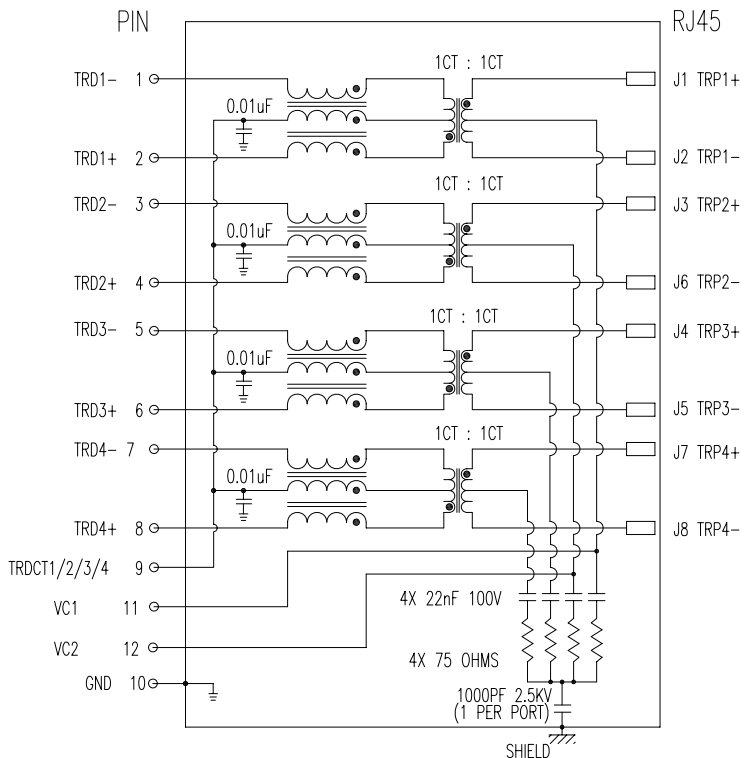 PIN RJ45
1CT : 1CT
TRD1- 1 J1 TRP1+
0.01uF
TRD1+ 2 J2 TRP1-
1CT : 1CT
TRD2- 3 J3 TRP2+
0.01uF
TRD2+ 4 J6 TRP2-
1CT : 1CT
TRD3- 5 J4 TRP3+
0.01uF
TRD3+ 6 J5 TRP3-
1CT : 1CT
TRD4- 7 J7 TRP4+
0.01uF
TRD4+ 8 J8 TRP4-
TRDCT1/2/3/4 9
VC1 11
4X 22nF 100V
VC2 12
4X 75 OHMS
GND 10
1000PF 2.5KV
(1 PER PORT)
SHIELD